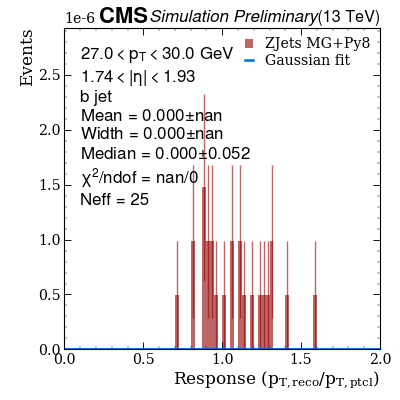 1e-6 CMS Simulation Preliminary (13 TeV)
Events
ZJets MG+Py8
Gaussian fit
27.0 < p_T < 30.0 GeV
1.74 < |η| < 1.93
b jet
Mean = 0.000±nan
Width = 0.000±nan
Median = 0.000±0.052
χ²/ndof = nan/0
Neff = 25
2.5
2.0
1.5
1.0
0.5
0.0
0.0 0.5 1.0 1.5 2.0
Response (p_T,reco/p_T,ptcl)